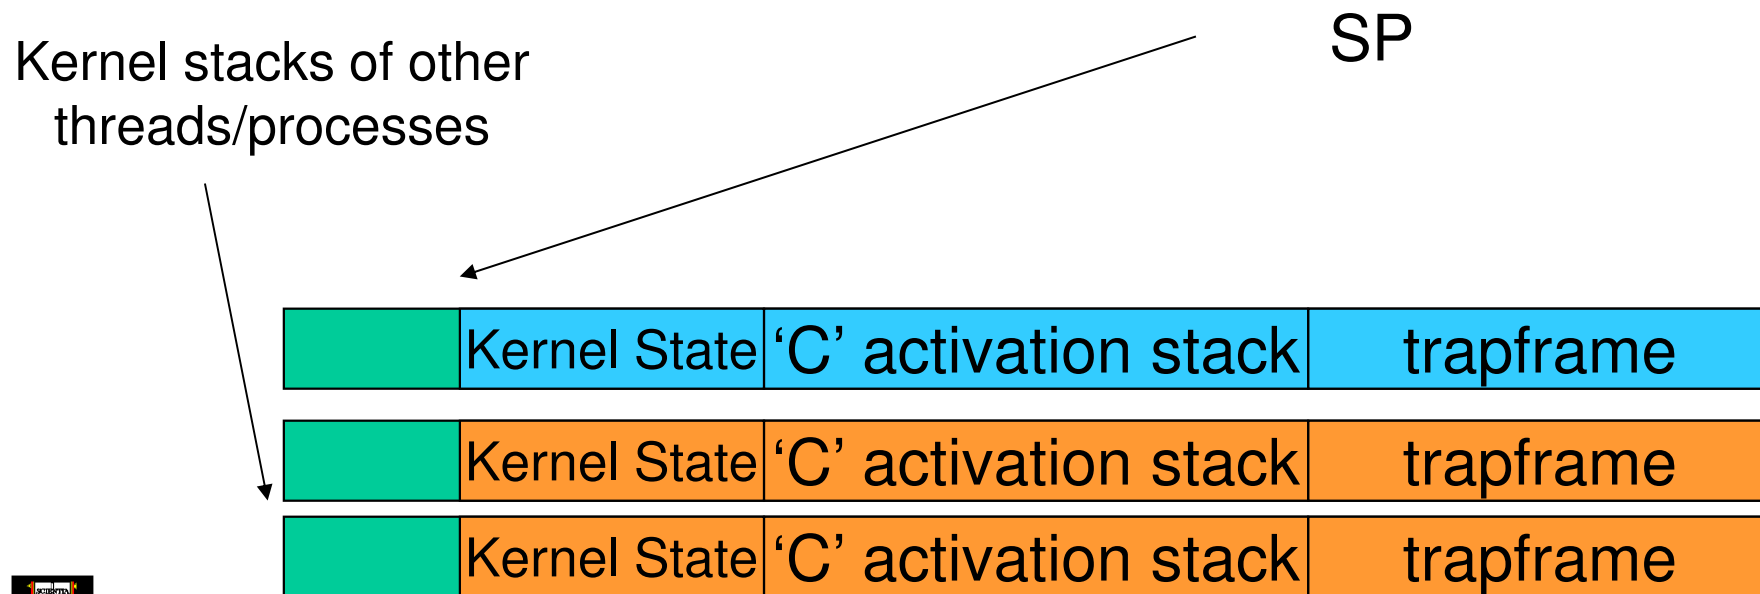 SP
Kernel stacks of other
threads/processes
Kernel State ‘C’ activation stack trapframe
Kernel State ‘C’ activation stack trapframe
Kernel State ‘C’ activation stack trapframe